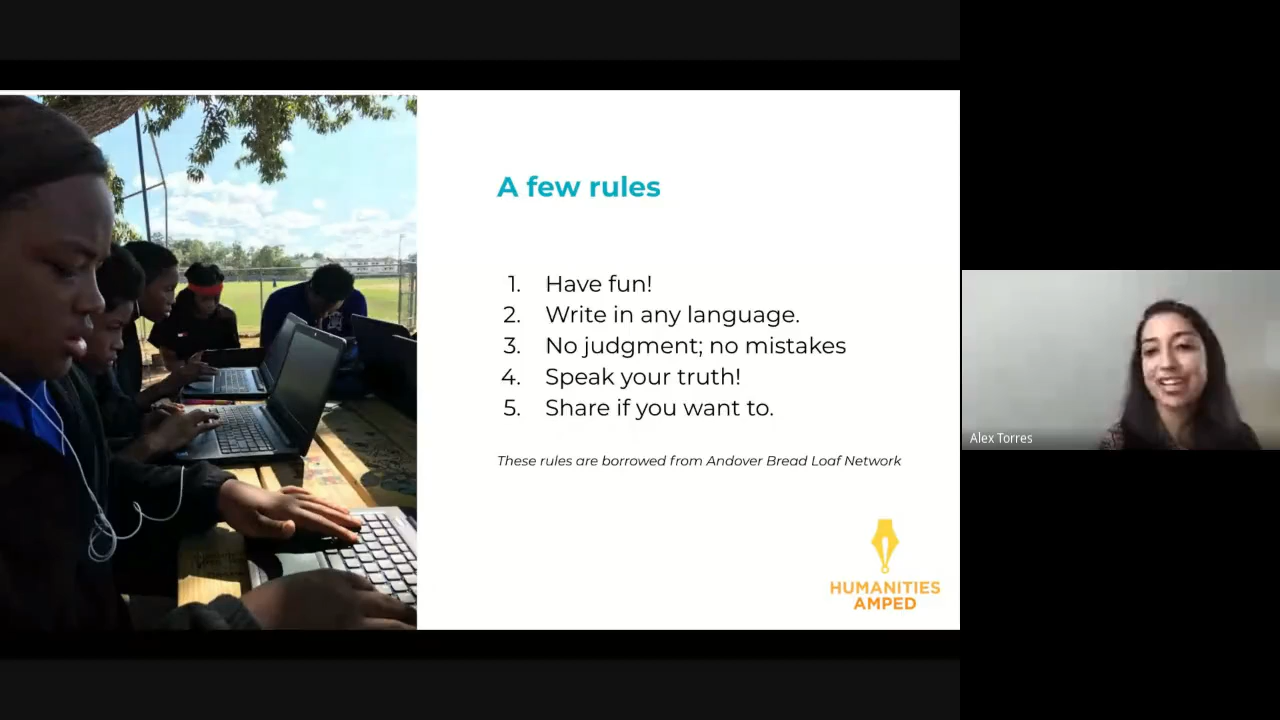 A few rules
1. Have fun!
2. Write in any language.
3. No judgment; no mistakes
4. Speak your truth!
5. Share if you want to.
These rules are borrowed from Andover Bread Loaf Network
HUMANITIES
AMPED
Alex Torres